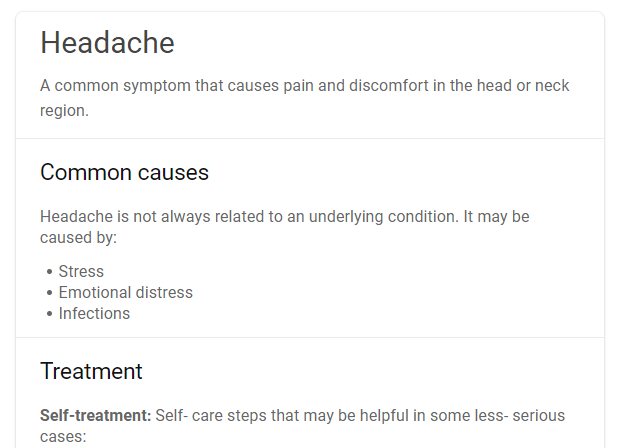 Headache
A common symptom that causes pain and discomfort in the head or neck
region.
Common causes
Headache is not always related to an underlying condition. It may be
caused by:
• Stress
• Emotional distress
• Infections
Treatment
Self-treatment: Self- care steps that may be helpful in some less- serious
cases: